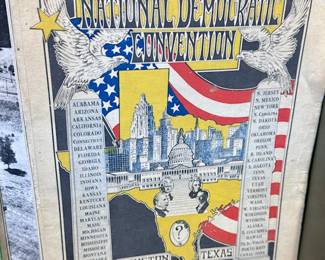 NATIONAL DEMOCRATIC
CONVENTION
ALABAMA
ARIZONA
ARKANSAS
CALIFORNIA
COLORADO
CONNECTICUT
DELAWARE
FLORIDA
GEORGIA
IDAHO
ILLINOIS
INDIANA
IOWA
KANSAS
KENTUCKY
LOUISIANA
MAINE
MARYLAND
MASS.
MICHIGAN
MINNESOTA
MISSISSIPPI
MISSOURI
MONTANA
N. JERSEY
N. MEXICO
NEW YORK
N. CAROLINA
N. DAKOTA
OHIO
OKLAHOMA
OREGON
PENN.
R. ISLAND
S. CAROLINA
S. DAKOTA
TENN.
TEXAS
UTAH
VERMONT
VIRGINIA
WASH.
W. VIRGINIA
WISCONSIN
WYOMING
ALASKA
HAWAII
?
TEXAS